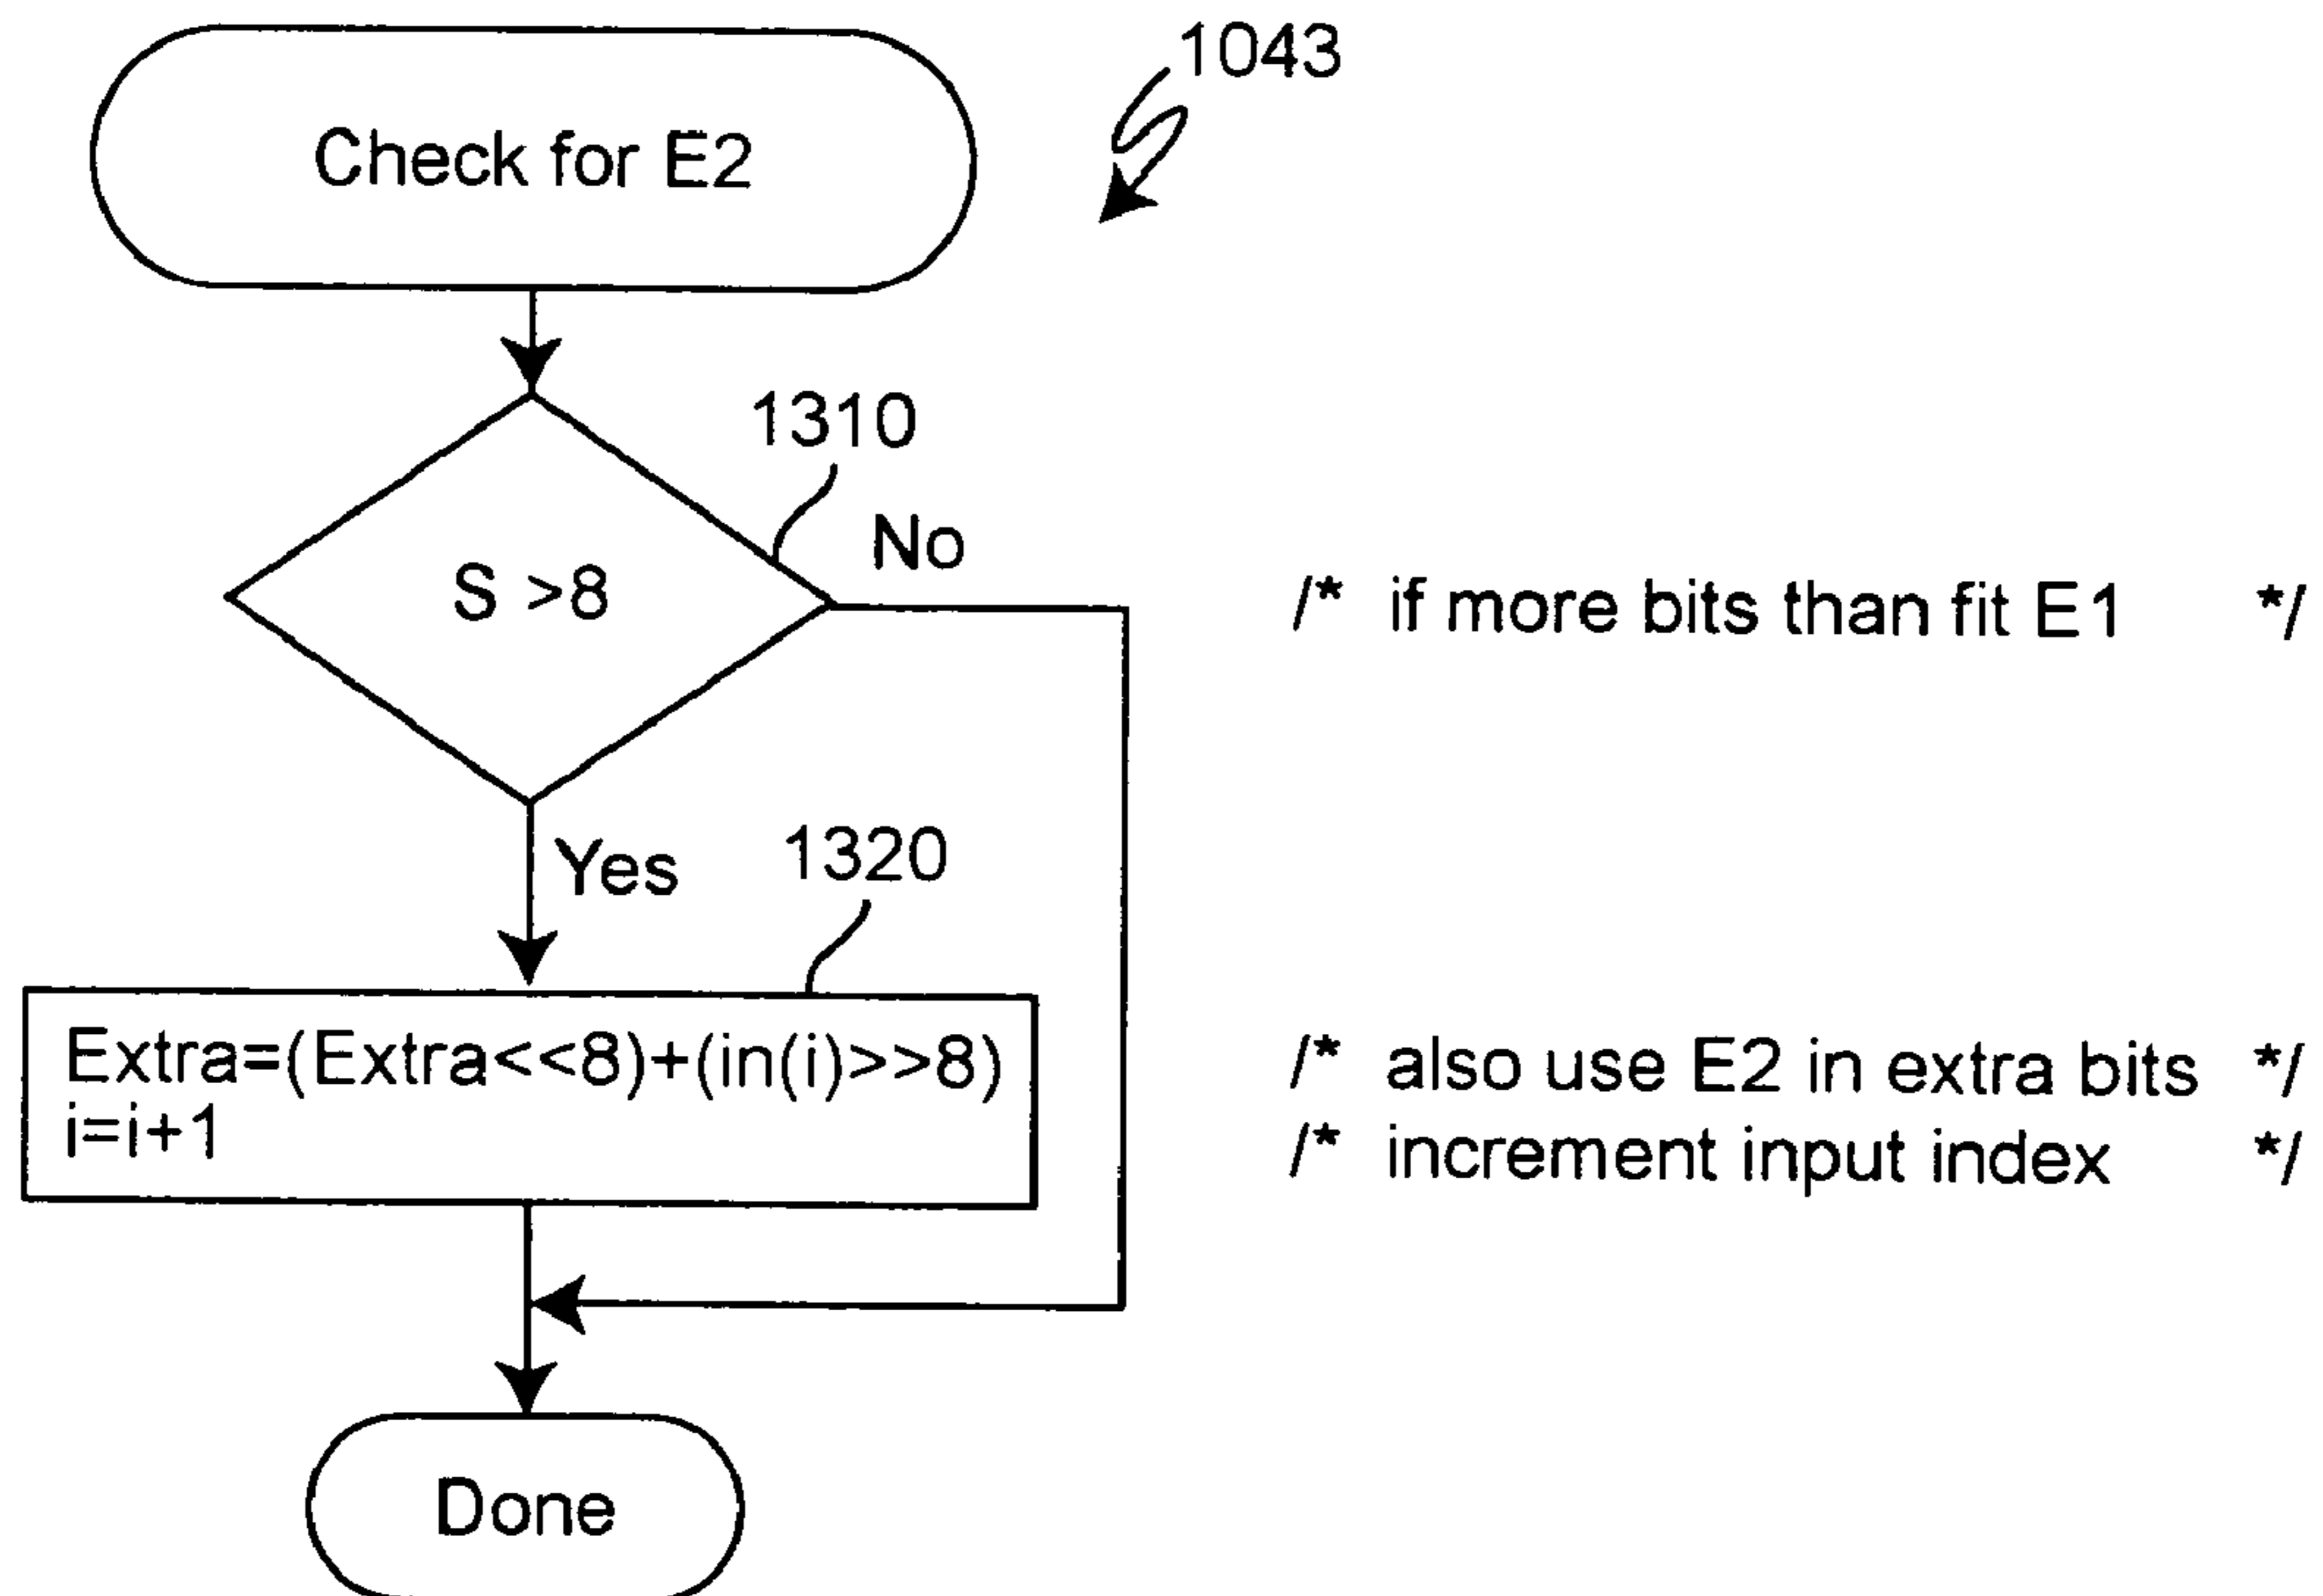 1043
Check for E2
1310
No
S >8
/* if more bits than fit E1 */
Yes
1320
Extra=(Extra<<8)+(in(i)>>8)
/* also use E2 in extra bits */
i=i+1
/* increment input index */
Done